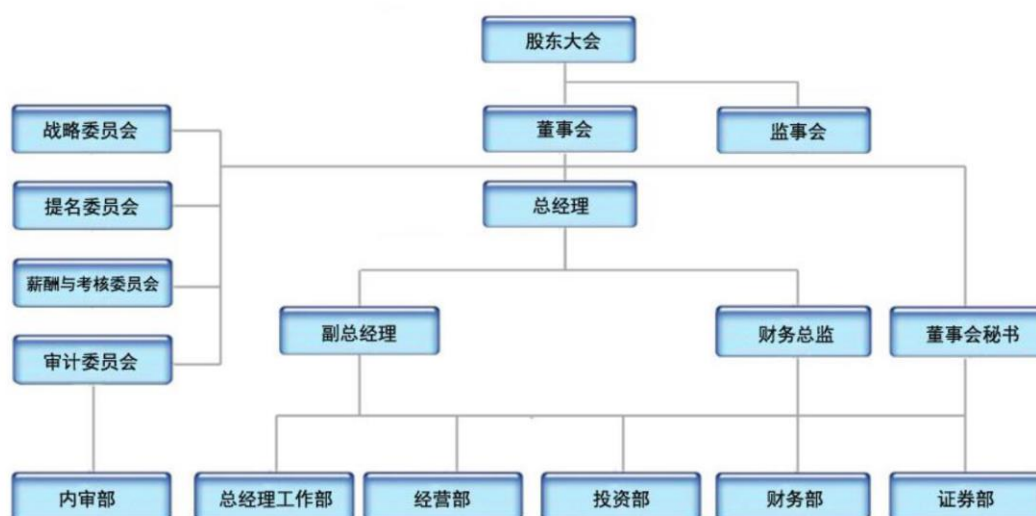 股东大会
战略委员会
董事会
监事会
提名委员会
总经理
薪酬与考核委员会
副总经理
财务总监
董事会秘书
审计委员会
内审部
总经理工作部
经营部
投资部
财务部
证券部